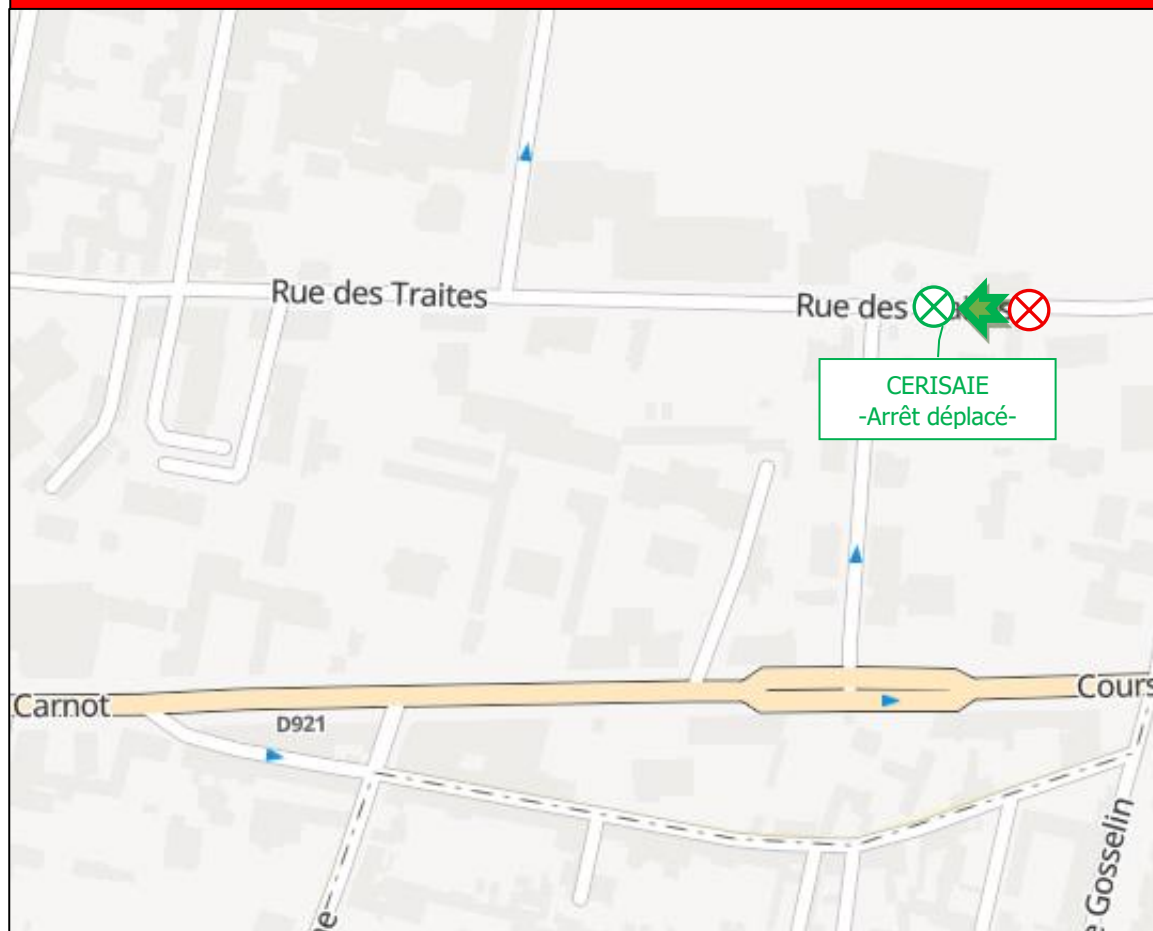 Rue des Traites
Rue des
CERISAIE
-Arrêt déplacé-
Carnot
Cours
D921
Gosselin